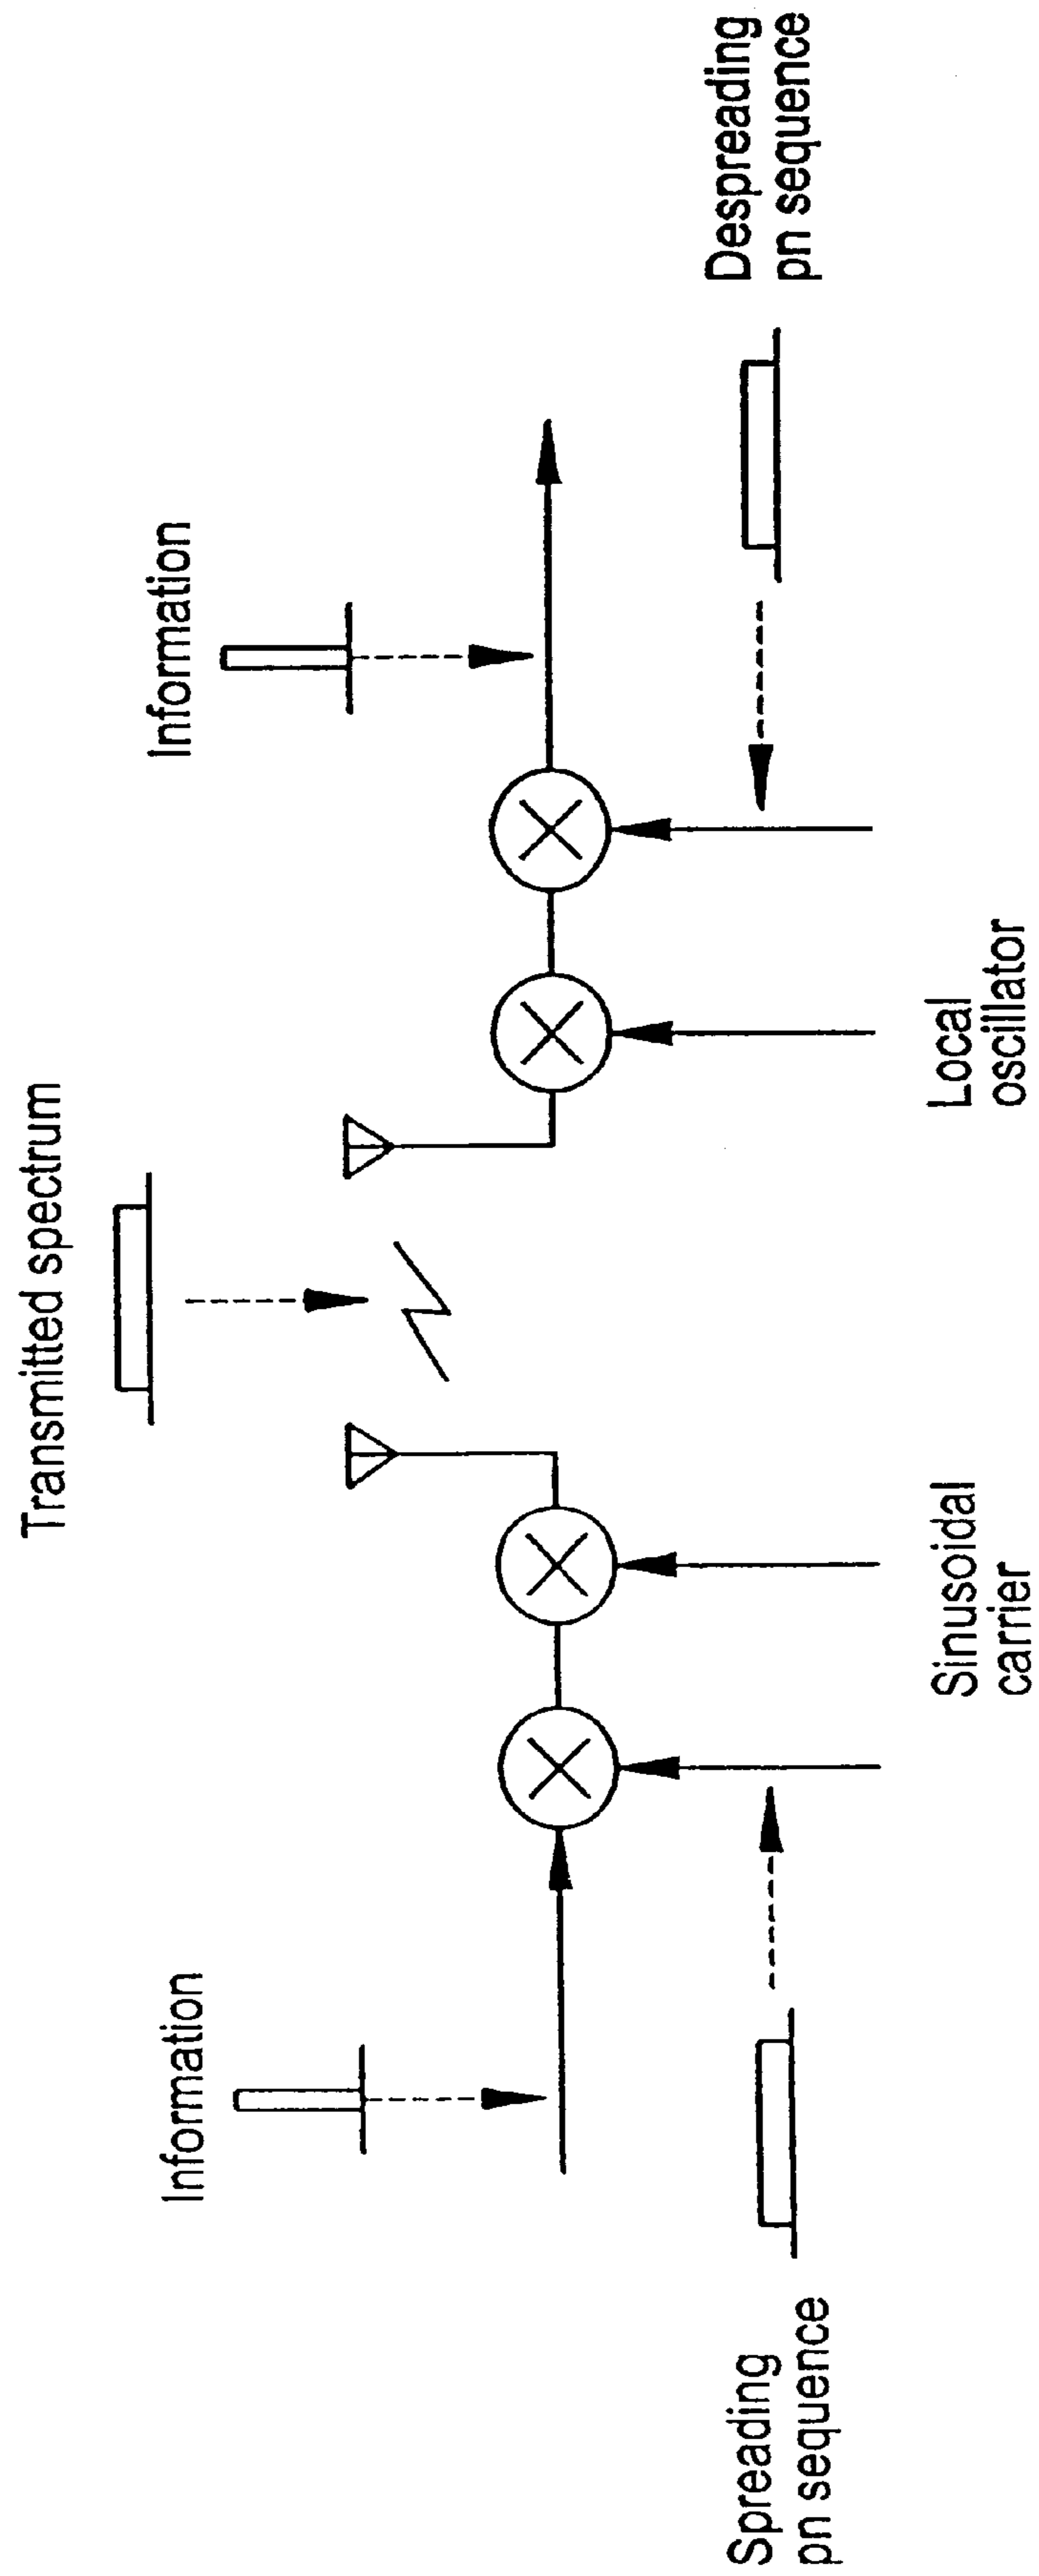 Transmitted spectrum
Information
Information
Spreading
pn sequence
Sinusoidal
carrier
Local
oscillator
Despreading
pn sequence